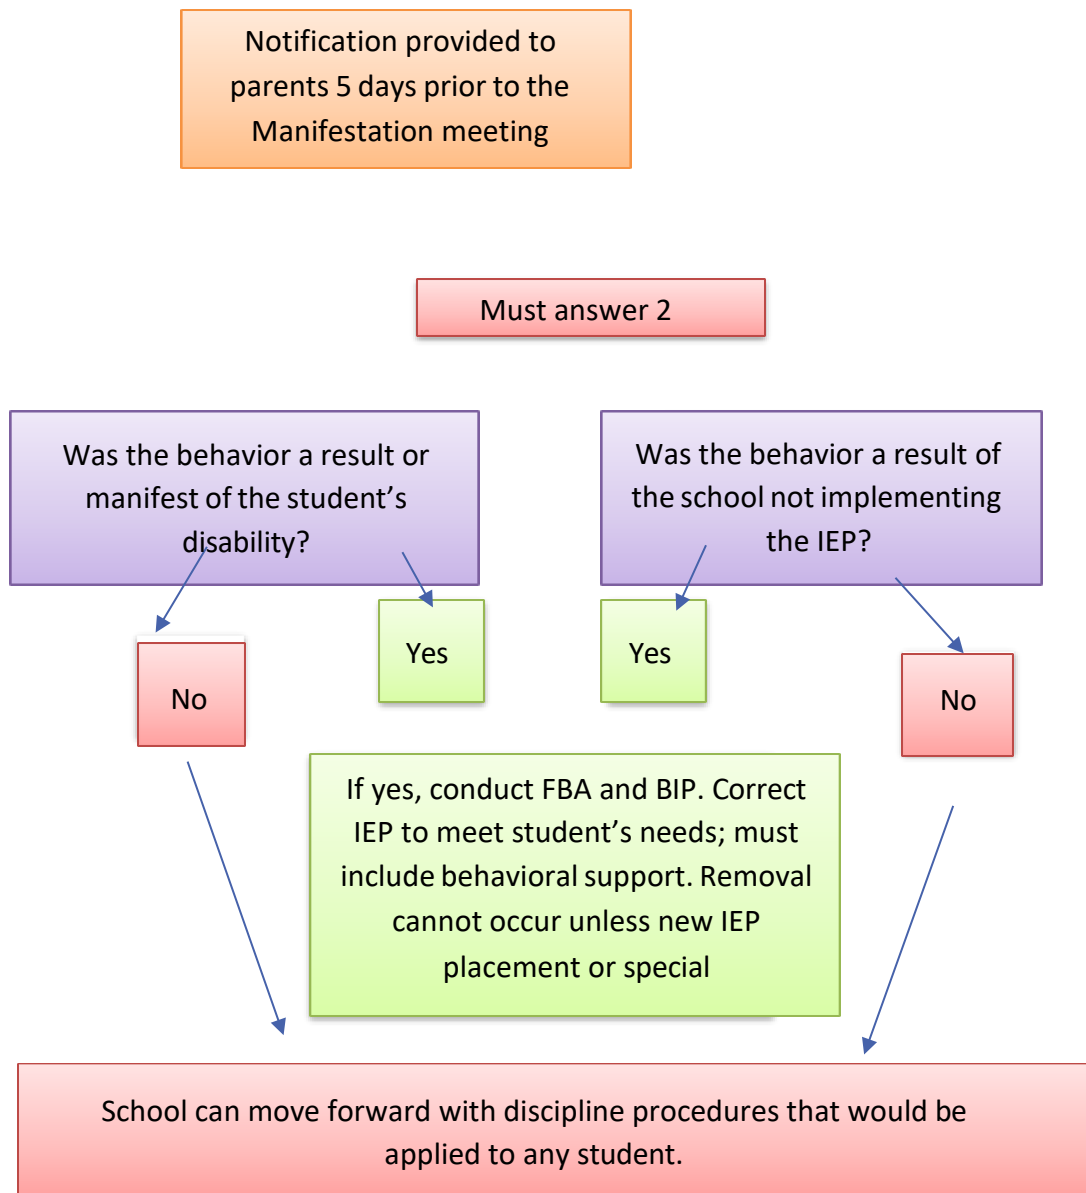 Notification provided to
parents 5 days prior to the
Manifestation meeting
Must answer 2
Was the behavior a result or
manifest of the student’s
disability?
Was the behavior a result of
the school not implementing
the IEP?
No
Yes
Yes
No
If yes, conduct FBA and BIP. Correct
IEP to meet student’s needs; must
include behavioral support. Removal
cannot occur unless new IEP
placement or special
School can move forward with discipline procedures that would be
applied to any student.